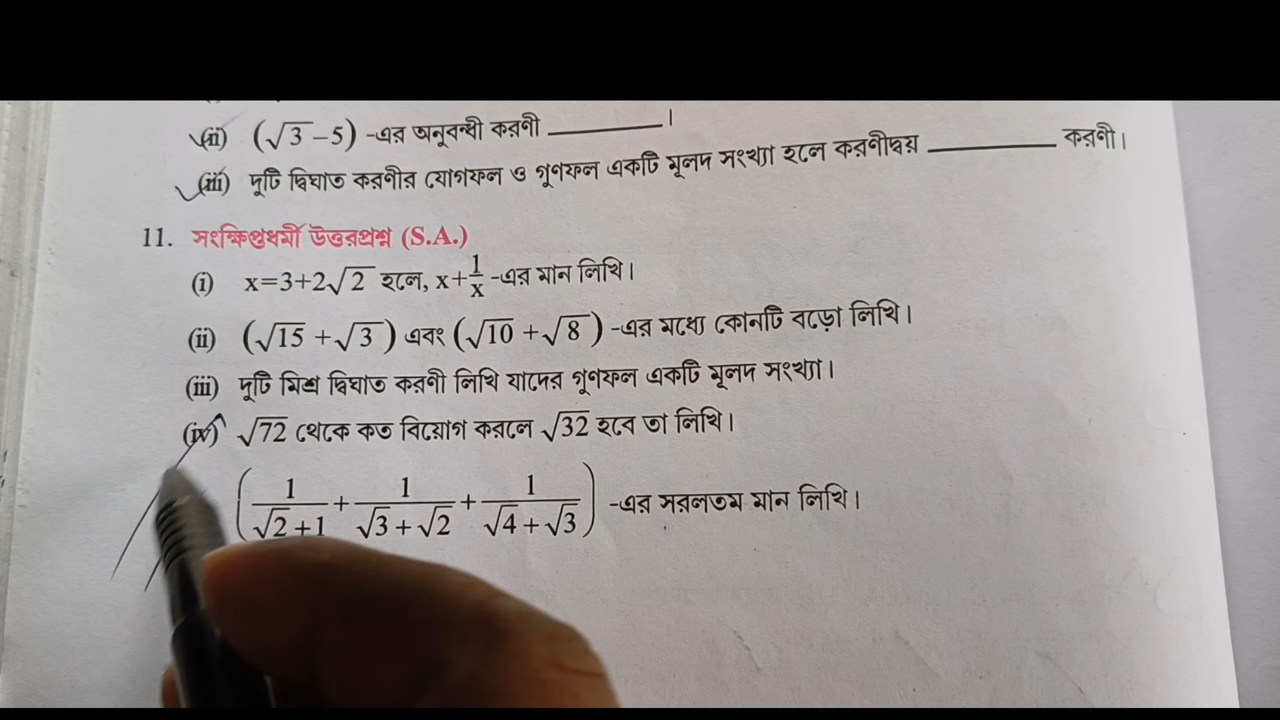 (ii) (√3−5) -এর অনুবন্ধী করণী ________।
(iii) দুটি দ্বিঘাত করণীর যোগফল ও গুণফল একটি মূলদ সংখ্যা হলে করণীদ্বয় ________ করণী।
11. সংক্ষিপ্তধর্মী উত্তরপ্রশ্ন (S.A.)
(i) x=3+2√2 হলে, x+1/x -এর মান লিখি।
(ii) (√15 +√3) এবং (√10 +√8) -এর মধ্যে কোনটি বড়ো লিখি।
(iii) দুটি মিশ্র দ্বিঘাত করণী লিখি যাদের গুণফল একটি মূলদ সংখ্যা।
(iv) √72 থেকে কত বিয়োগ করলে √32 হবে তা লিখি।
(1/(√2+1) + 1/(√3+√2) + 1/(√4+√3)) -এর সরলতম মান লিখি।